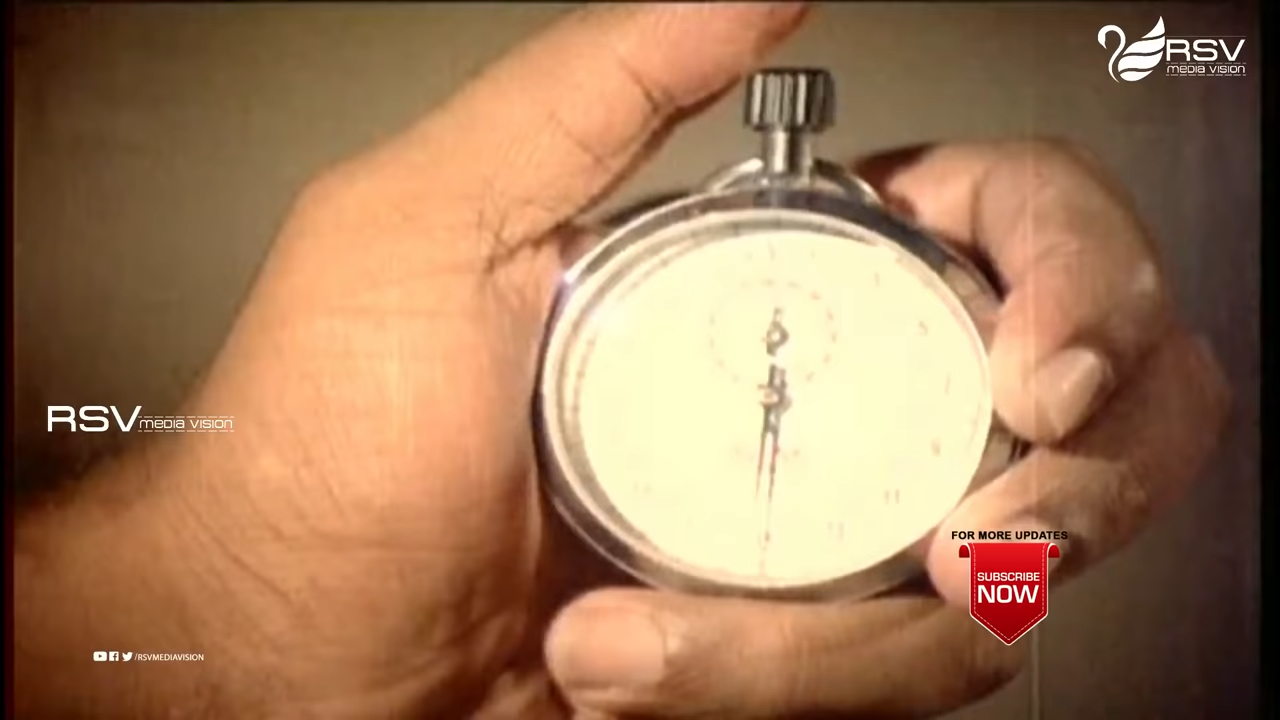 RSV
media vision
RSV media vision
FOR MORE UPDATES
SUBSCRIBE
NOW
/RSVMEDIAVISION